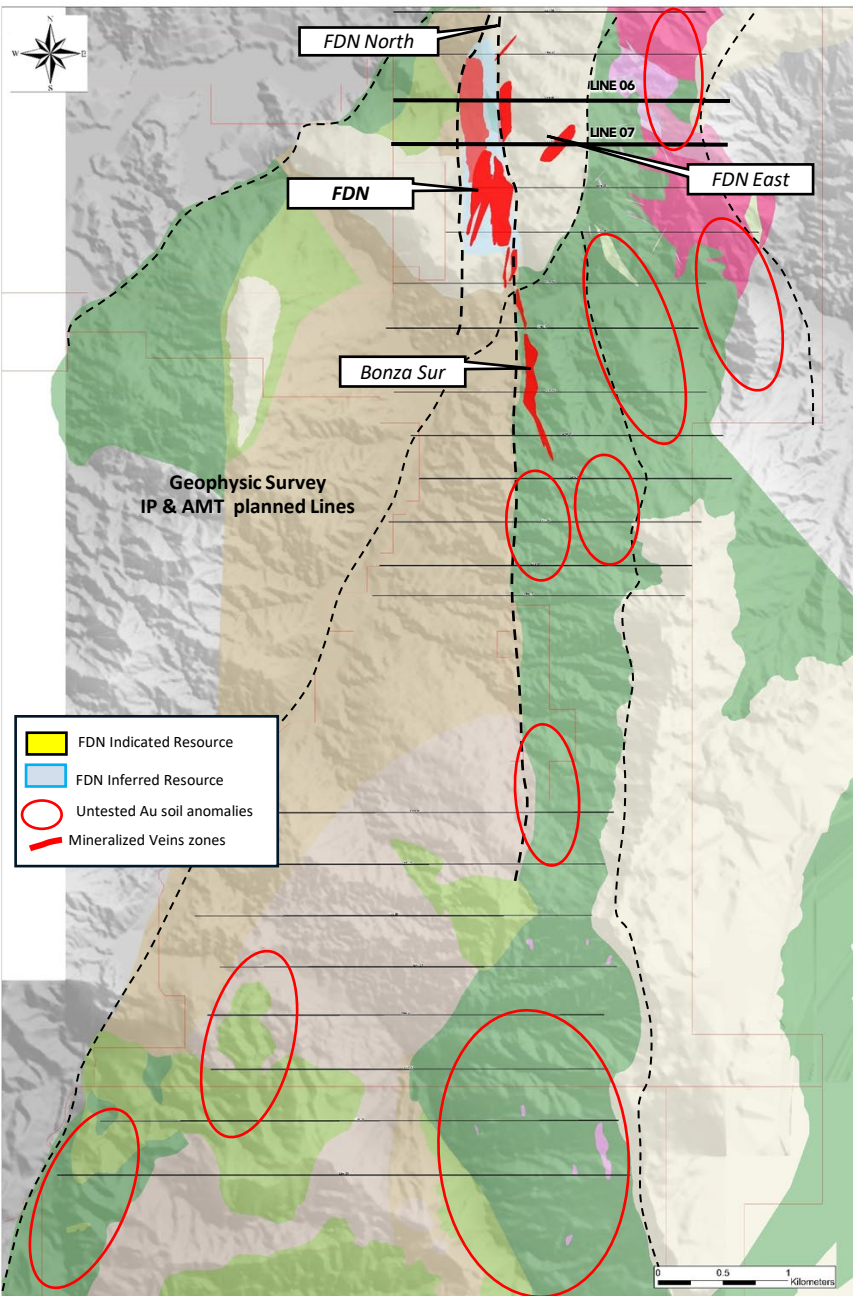 N
W
E
S
FDN North
LINE 06
LINE 07
FDN East
FDN
Bonza Sur
Geophysic Survey
IP & AMT planned Lines
FDN Indicated Resource
FDN Inferred Resource
Untested Au soil anomalies
Mineralized Veins zones
0 0.5 1
Kilometers